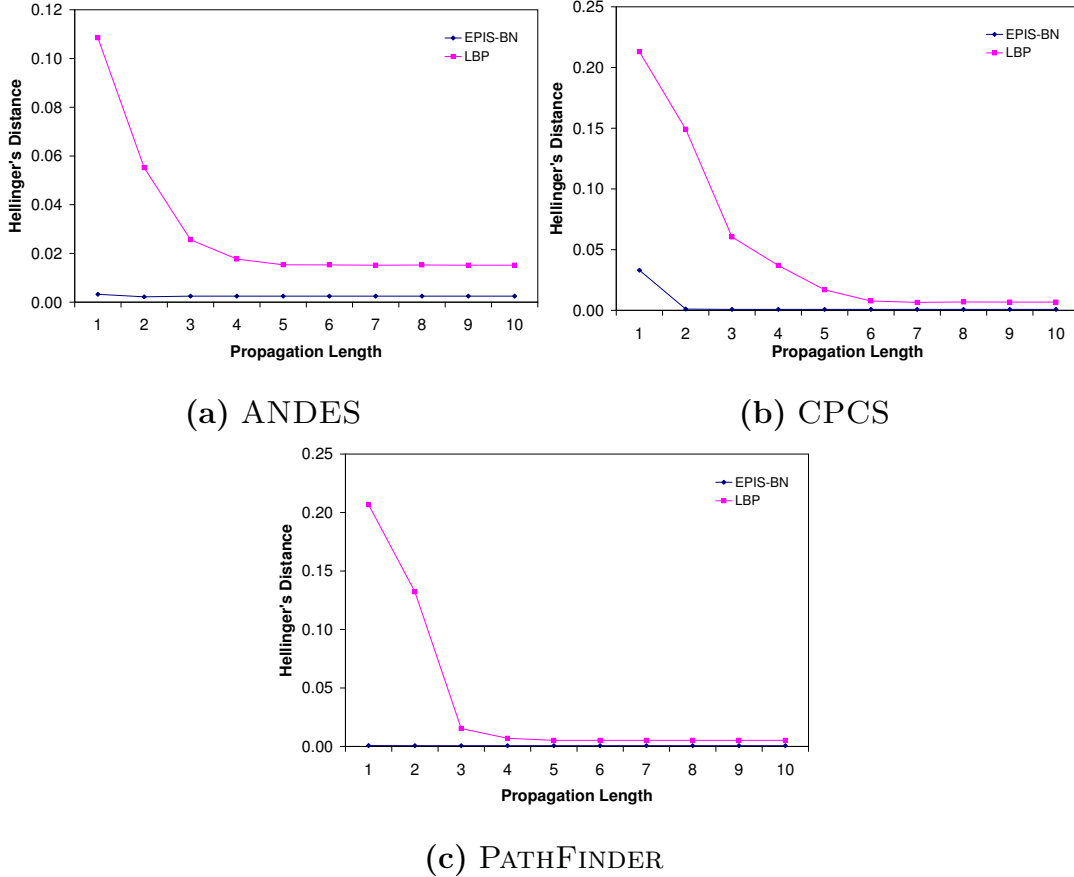 0.12
0.10
0.08
0.06
0.04
0.02
0.00
Hellinger's Distance
EPIS-BN
LBP
1 2 3 4 5 6 7 8 9 10
Propagation Length
(a) ANDES
0.25
0.20
0.15
0.10
0.05
0.00
Hellinger's Distance
EPIS-BN
LBP
1 2 3 4 5 6 7 8 9 10
Propagation Length
(b) CPCS
0.25
0.20
0.15
0.10
0.05
0.00
Hellinger's Distance
EPIS-BN
LBP
1 2 3 4 5 6 7 8 9 10
Propagation Length
(c) PATHFINDER